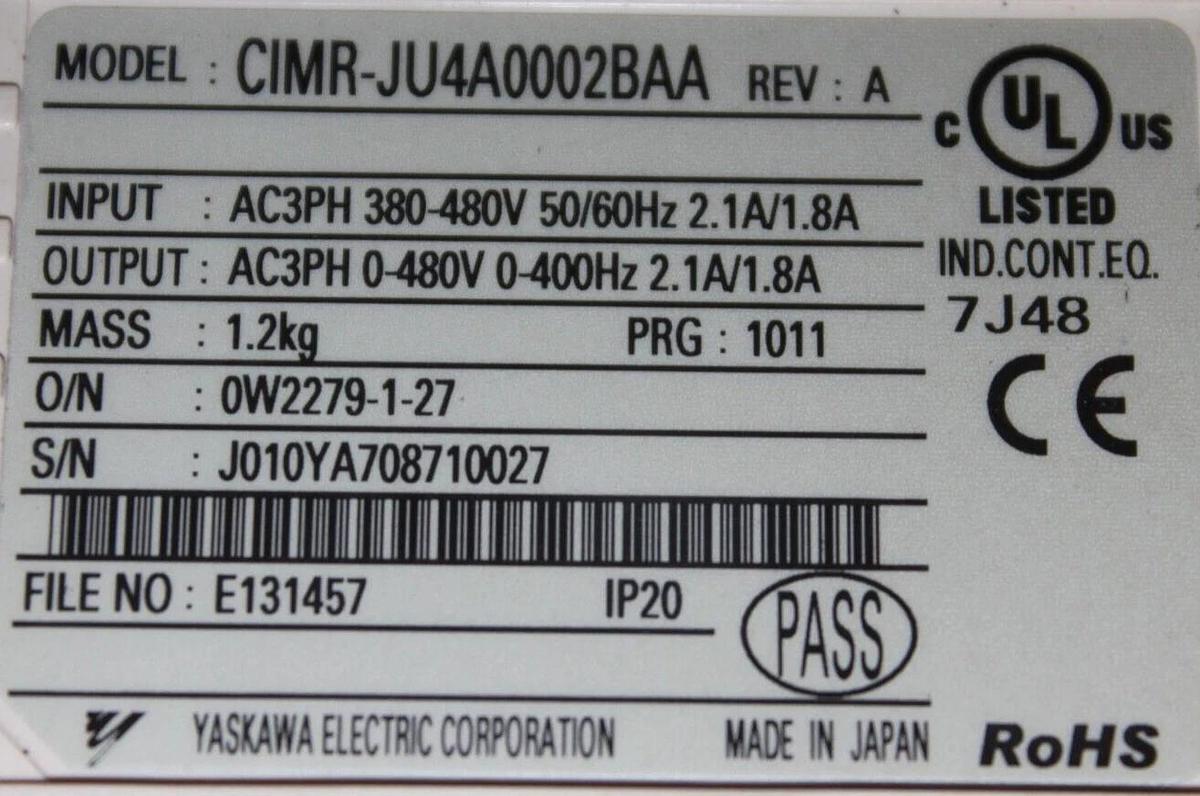 MODEL : CIMR-JU4A0002BAA REV : A
C UL US
LISTED
IND.CONT.EQ.
7J48
CE
INPUT : AC3PH 380-480V 50/60Hz 2.1A/1.8A
OUTPUT : AC3PH 0-480V 0-400Hz 2.1A/1.8A
MASS : 1.2kg PRG : 1011
O/N : 0W2279-1-27
S/N : J010YA708710027
FILE NO : E131457 IP20
PASS
YASKAWA ELECTRIC CORPORATION MADE IN JAPAN RoHS